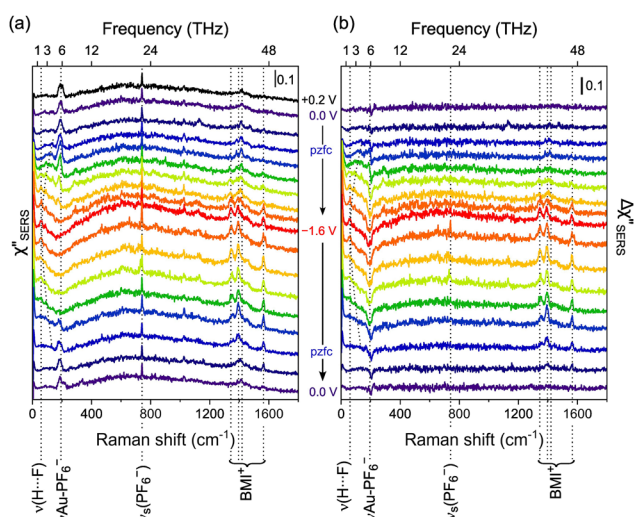 (a)
Frequency (THz)
1 3 6 12 24 48
0.1
+0.2 V
0.0 V
pzfc
−1.6 V
pzfc
0.0 V
χ"SERS
0 400 800 1200 1600
Raman shift (cm-1)
ν(H···F)
νAu-PF6−
νs(PF6−)
BMI+
(b)
Frequency (THz)
1 3 6 12 24 48
0.1
Δχ"SERS
0 400 800 1200 1600
Raman shift (cm-1)
ν(H···F)
νAu-PF6−
νs(PF6−)
BMI+